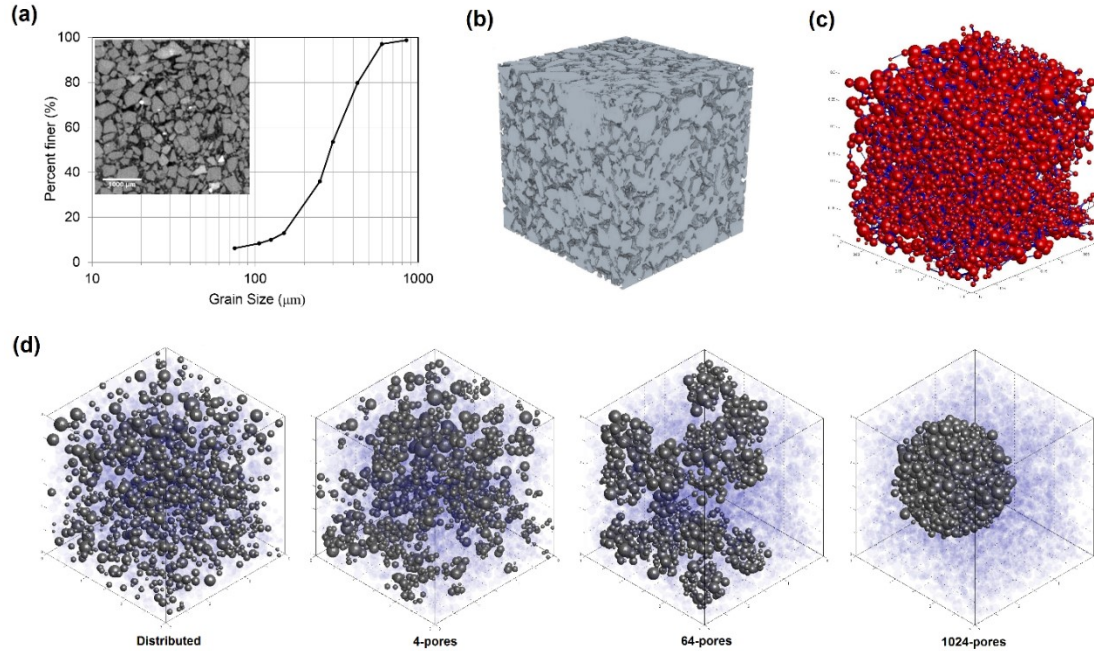 (a)
100
80
60
40
20
0
Percent finer (%)
10
100
1000
Grain Size (μm)
1000 μm
(b)
(c)
(d)
Distributed
4-pores
64-pores
1024-pores